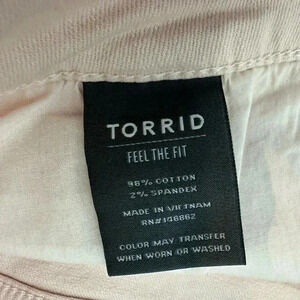 TORRID
FEEL THE FIT
98% COTTON
2% SPANDEX
MADE IN VIETNAM
RN#148662
COLOR MAY TRANSFER
WHEN WORN OR WASHED